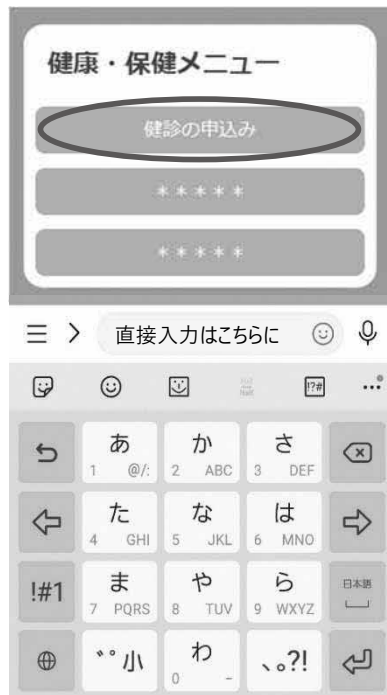 健康・保健メニュー
健診の申込み
*****
*****
直接入力はこちらに
!?#
あ か さ
1 @/: 2 ABC 3 DEF
た な は
4 GHI 5 JKL 6 MNO
!#1 ま や ら 日本語
7 PQRS 8 TUV 9 WXYZ
゛゜小 わ 、。?!
0 -